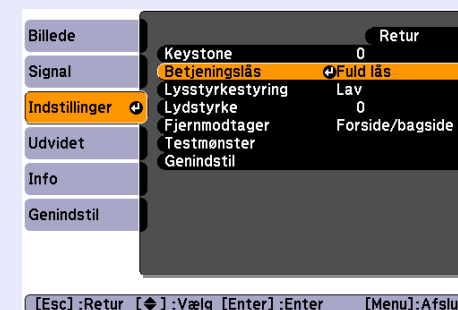 Billede
Signal
Indstillinger
Udvidet
Info
Genindstil
Retur
Keystone 0
Betjeningslås Fuld lås
Lysstyrkestyring Lav
Lydstyrke 0
Fjernmodtager Forside/bagside
Testmønster
Genindstil
[Esc] :Retur [◆] :Vælg [Enter] :Enter [Menu]:Afslu